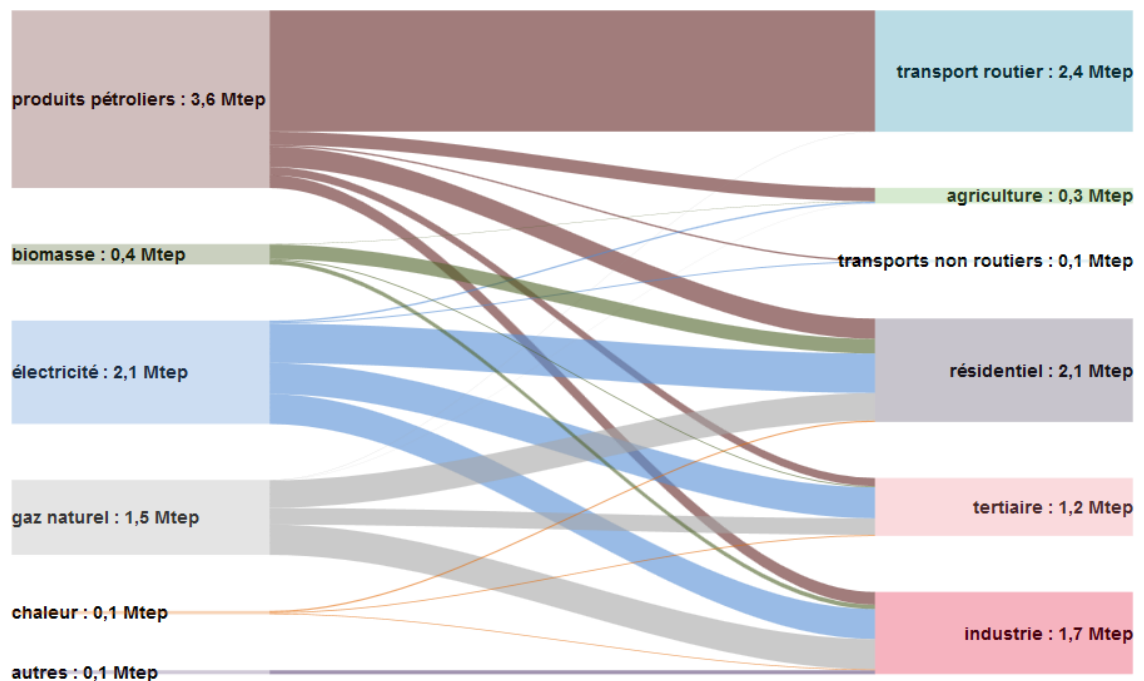 produits pétroliers : 3,6 Mtep
biomasse : 0,4 Mtep
électricité : 2,1 Mtep
gaz naturel : 1,5 Mtep
chaleur : 0,1 Mtep
autres : 0,1 Mtep
transport routier : 2,4 Mtep
agriculture : 0,3 Mtep
transports non routiers : 0,1 Mtep
résidentiel : 2,1 Mtep
tertiaire : 1,2 Mtep
industrie : 1,7 Mtep